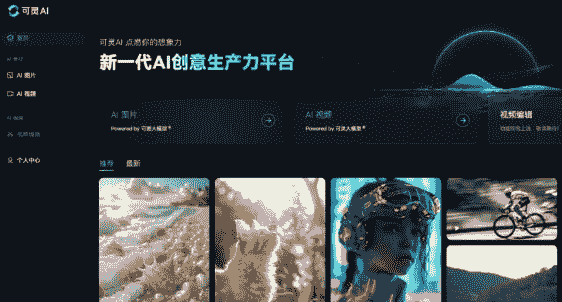 可灵AI
首页
AI 图片
AI 视频
个人中心
可灵AI 点燃你的想象力
新一代AI创意生产力平台
AI 图片
Powered by 可图大模型
AI 视频
Powered by 可灵大模型
视频编辑
推荐 最新